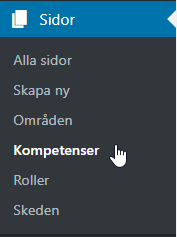 Sidor
Alla sidor
Skapa ny
Områden
Kompetenser
Roller
Skeden